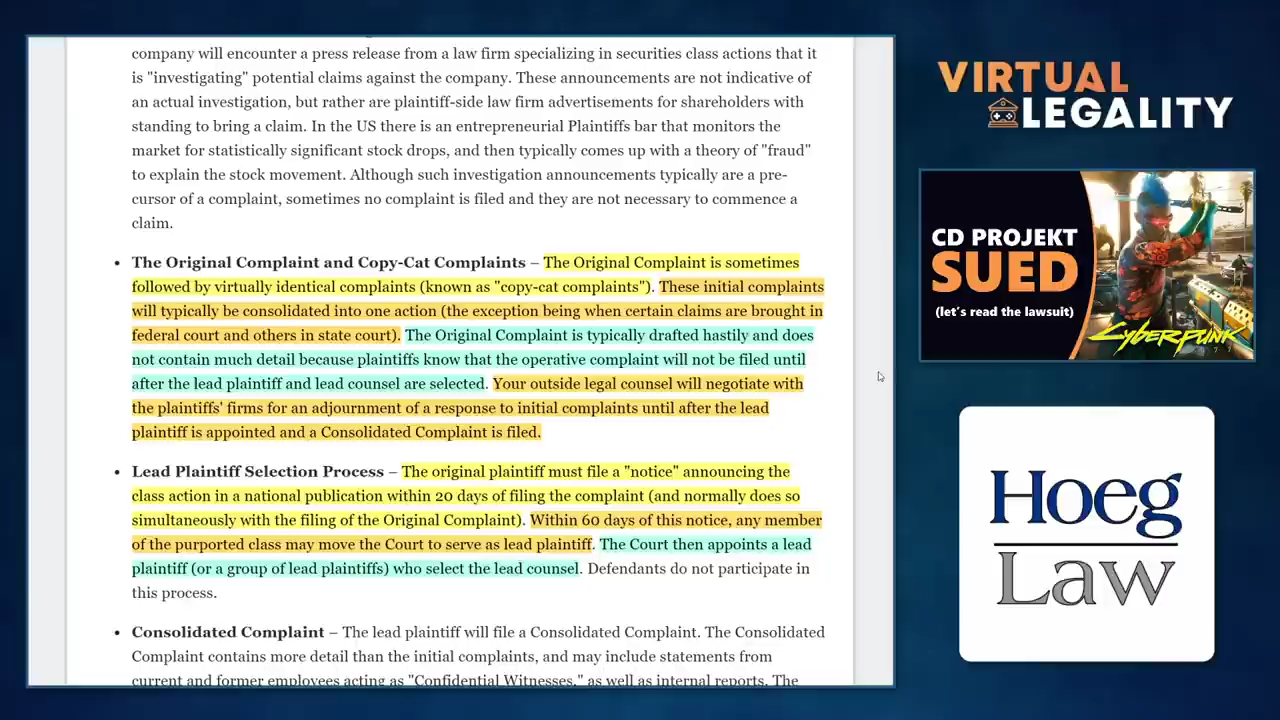 company will encounter a press release from a law firm specializing in securities class actions that it
is "investigating" potential claims against the company. These announcements are not indicative of
an actual investigation, but rather are plaintiff-side law firm advertisements for shareholders with
standing to bring a claim. In the US there is an entrepreneurial Plaintiffs bar that monitors the
market for statistically significant stock drops, and then typically comes up with a theory of "fraud"
to explain the stock movement. Although such investigation announcements typically are a pre-
cursor of a complaint, sometimes no complaint is filed and they are not necessary to commence a
claim.
• The Original Complaint and Copy-Cat Complaints – The Original Complaint is sometimes
followed by virtually identical complaints (known as "copy-cat complaints"). These initial complaints
will typically be consolidated into one action (the exception being when certain claims are brought in
federal court and others in state court). The Original Complaint is typically drafted hastily and does
not contain much detail because plaintiffs know that the operative complaint will not be filed until
after the lead plaintiff and lead counsel are selected. Your outside legal counsel will negotiate with
the plaintiffs' firms for an adjournment of a response to initial complaints until after the lead
plaintiff is appointed and a Consolidated Complaint is filed.
• Lead Plaintiff Selection Process – The original plaintiff must file a "notice" announcing the
class action in a national publication within 20 days of filing the complaint (and normally does so
simultaneously with the filing of the Original Complaint). Within 60 days of this notice, any member
of the purported class may move the Court to serve as lead plaintiff. The Court then appoints a lead
plaintiff (or a group of lead plaintiffs) who select the lead counsel. Defendants do not participate in
this process.
• Consolidated Complaint – The lead plaintiff will file a Consolidated Complaint. The Consolidated
Complaint contains more detail than the initial complaints, and may include statements from
current and former employees acting as "Confidential Witnesses," as well as internal reports. The
VIRTUAL
LEGALITY
CD PROJEKT
SUED
(let's read the lawsuit)
Cyberpunk
Hoeg
Law